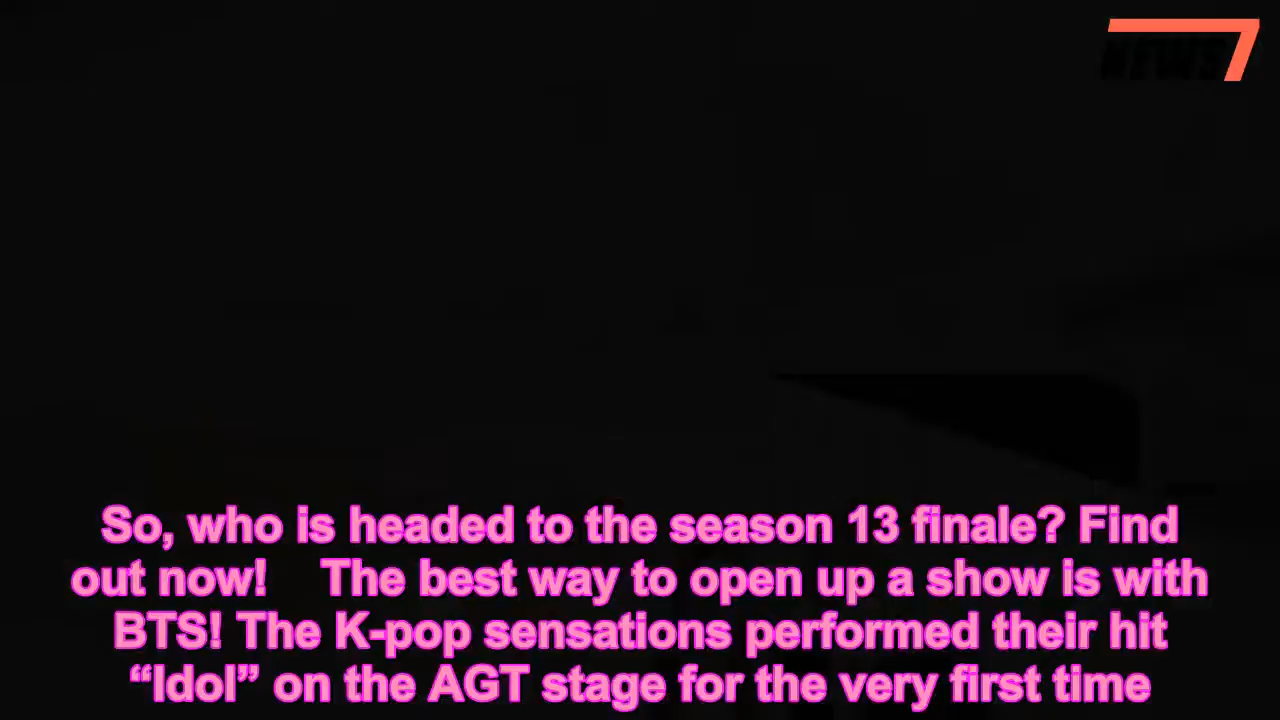 NEWS7
So, who is headed to the season 13 finale? Find
out now! The best way to open up a show is with
BTS! The K-pop sensations performed their hit
“Idol” on the AGT stage for the very first time